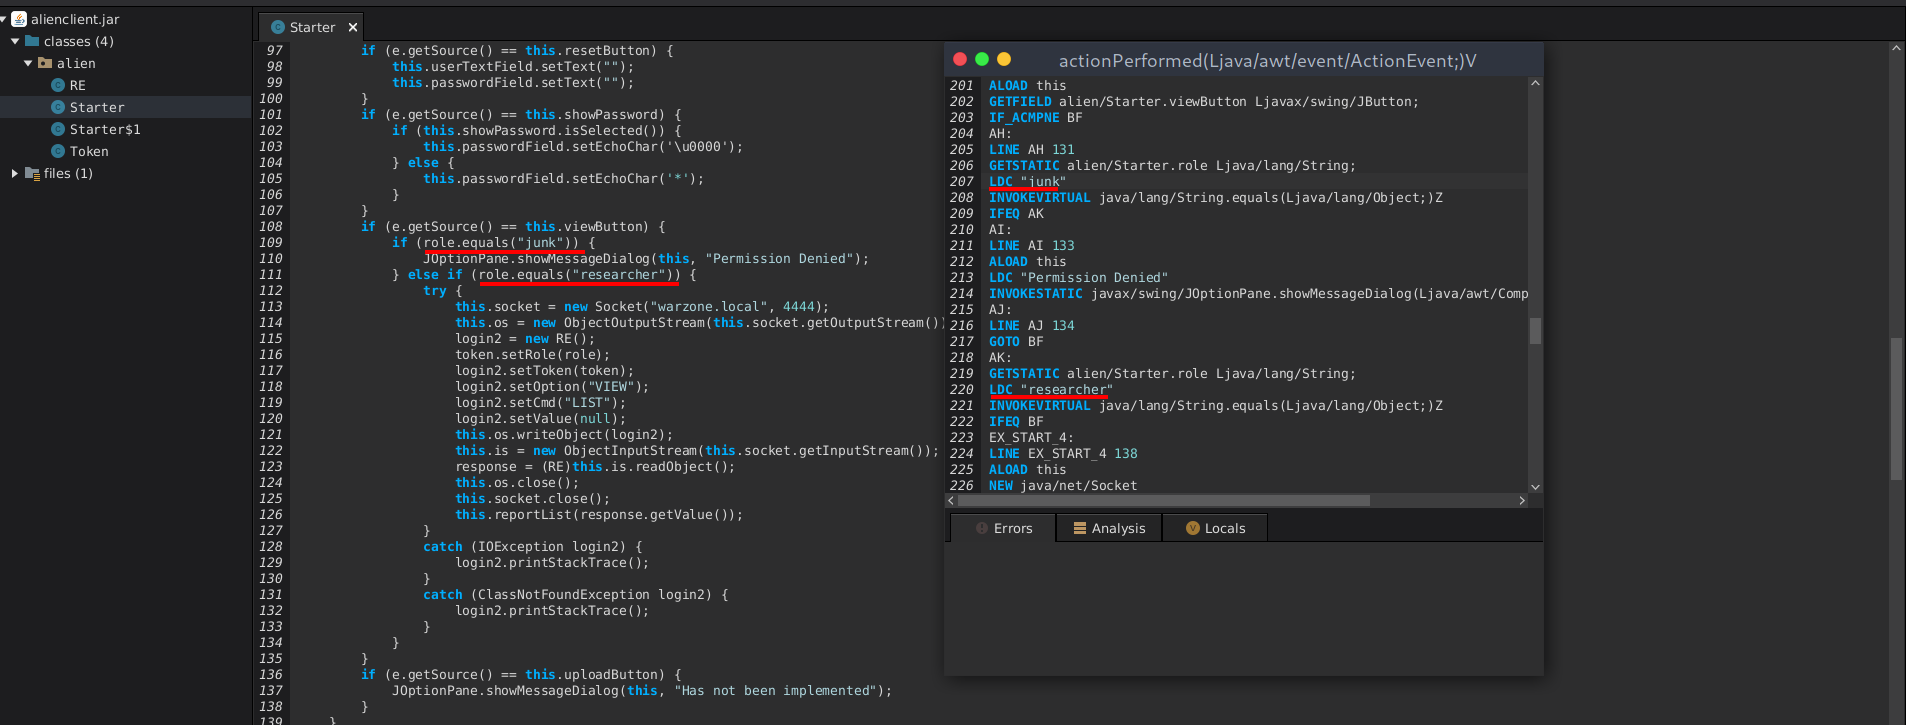 alienclient.jar
classes (4)
alien
RE
Starter
Starter$1
Token
files (1)
Starter
97 if (e.getSource() == this.resetButton) {
98 this.userTextField.setText("");
99 this.passwordField.setText("");
100 }
101 if (e.getSource() == this.showPassword) {
102 if (this.showPassword.isSelected()) {
103 this.passwordField.setEchoChar('\u0000');
104 } else {
105 this.passwordField.setEchoChar('*');
106 }
107 }
108 if (e.getSource() == this.viewButton) {
109 if (role.equals("junk")) {
110 JOptionPane.showMessageDialog(this, "Permission Denied");
111 } else if (role.equals("researcher")) {
112 try {
113 this.socket = new Socket("warzone.local", 4444);
114 this.os = new ObjectOutputStream(this.socket.getOutputStream())
115 login2 = new RE();
116 token.setRole(role);
117 login2.setToken(token);
118 login2.setOption("VIEW");
119 login2.setCmd("LIST");
120 login2.setValue(null);
121 this.os.writeObject(login2);
122 this.is = new ObjectInputStream(this.socket.getInputStream());
123 response = (RE)this.is.readObject();
124 this.os.close();
125 this.socket.close();
126 this.reportList(response.getValue());
127 }
128 catch (IOException login2) {
129 login2.printStackTrace();
130 }
131 catch (ClassNotFoundException login2) {
132 login2.printStackTrace();
133 }
134 }
135 }
136 if (e.getSource() == this.uploadButton) {
137 JOptionPane.showMessageDialog(this, "Has not been implemented");
138 }
139 }
actionPerformed(Ljava/awt/event/ActionEvent;)V
201 ALOAD this
202 GETFIELD alien/Starter.viewButton Ljavax/swing/JButton;
203 IF_ACMPNE BF
204 AH:
205 LINE AH 131
206 GETSTATIC alien/Starter.role Ljava/lang/String;
207 LDC "junk"
208 INVOKEVIRTUAL java/lang/String.equals(Ljava/lang/Object;)Z
209 IFEQ AK
210 AI:
211 LINE AI 133
212 ALOAD this
213 LDC "Permission Denied"
214 INVOKESTATIC javax/swing/JOptionPane.showMessageDialog(Ljava/awt/Comp
215 AJ:
216 LINE AJ 134
217 GOTO BF
218 AK:
219 GETSTATIC alien/Starter.role Ljava/lang/String;
220 LDC "researcher"
221 INVOKEVIRTUAL java/lang/String.equals(Ljava/lang/Object;)Z
222 IFEQ BF
223 EX_START_4:
224 LINE EX_START_4 138
225 ALOAD this
226 NEW java/net/Socket
Errors
Analysis
Locals